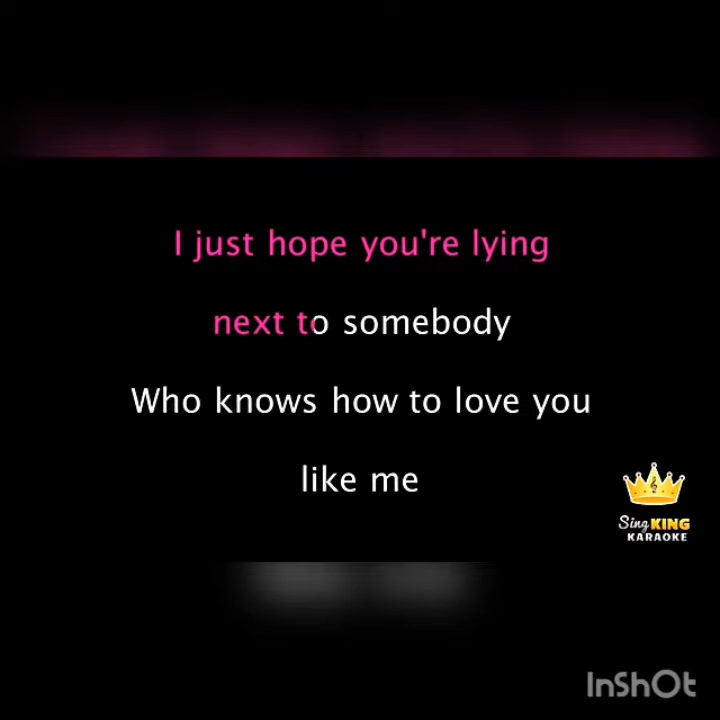 I just hope you're lying
next to somebody
Who knows how to love you
like me
Sing KING
KARAOKE
InShOt